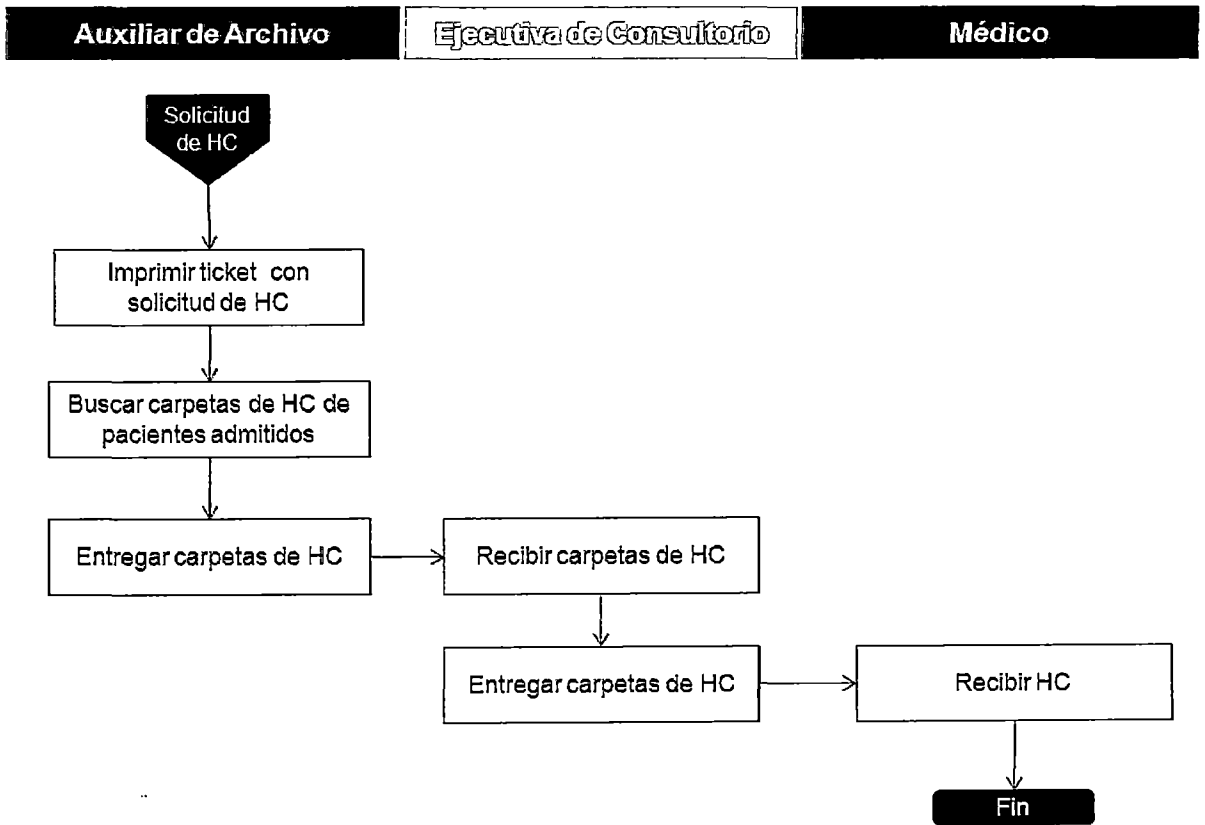 Auxiliar de Archivo
Ejecutiva de Consultorio
Médico
Solicitud
de HC
Imprimir ticket con
solicitud de HC
Buscar carpetas de HC de
pacientes admitidos
Entregar carpetas de HC
Recibir carpetas de HC
Entregar carpetas de HC
Recibir HC
Fin